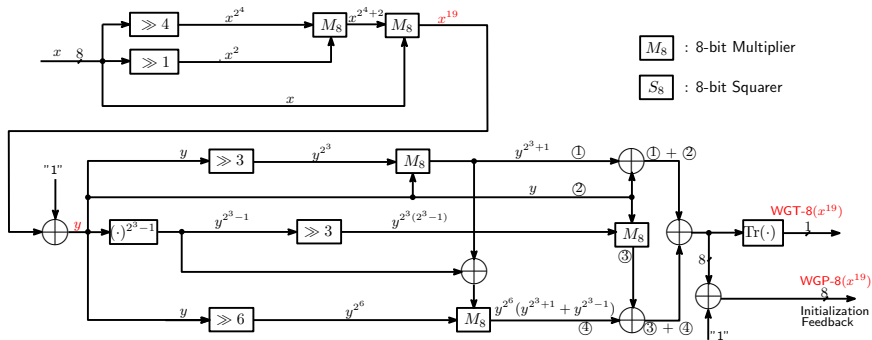 ≫ 4
x^{2^4}
M_8
x^{2^4+2}
M_8
x^{19}
x
8
≫ 1
x^2
x
M_8 : 8-bit Multiplier
S_8 : 8-bit Squarer
"1"
y
≫ 3
y^{2^3}
M_8
y^{2^3+1}
①
① + ②
y
②
y
(·)^{2^3−1}
y^{2^3−1}
≫ 3
y^{2^3(2^3−1)}
M_8
③
Tr(·)
WGT-8(x^{19})
1
8
y
≫ 6
y^{2^6}
M_8
y^{2^6}(y^{2^3+1} + y^{2^3−1})
④
③ + ④
WGP-8(x^{19})
8
Initialization
Feedback
"1"